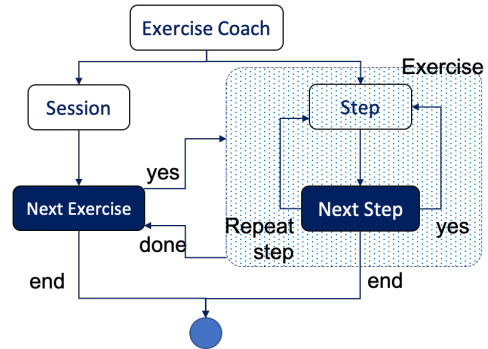 Exercise Coach
Exercise
Session
Step
yes
Next Exercise
Next Step
Repeat
step
yes
done
end
end